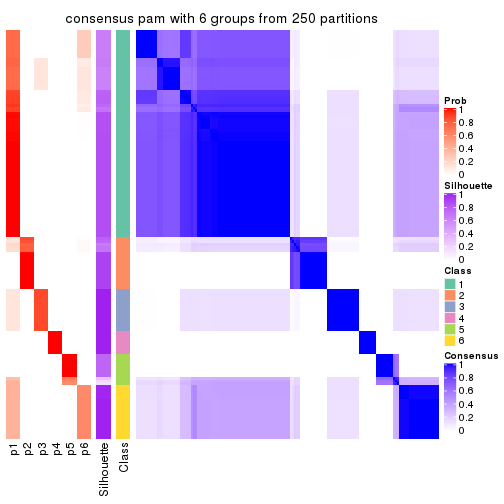 consensus pam with 6 groups from 250 partitions
Prob
1
0.8
0.6
0.4
0.2
0
Silhouette
1
0.8
0.6
0.4
0.2
0
Class
1
2
3
4
5
6
Consensus
1
0.8
0.6
0.4
0.2
0
p1
p2
p3
p4
p5
p6
Silhouette
Class